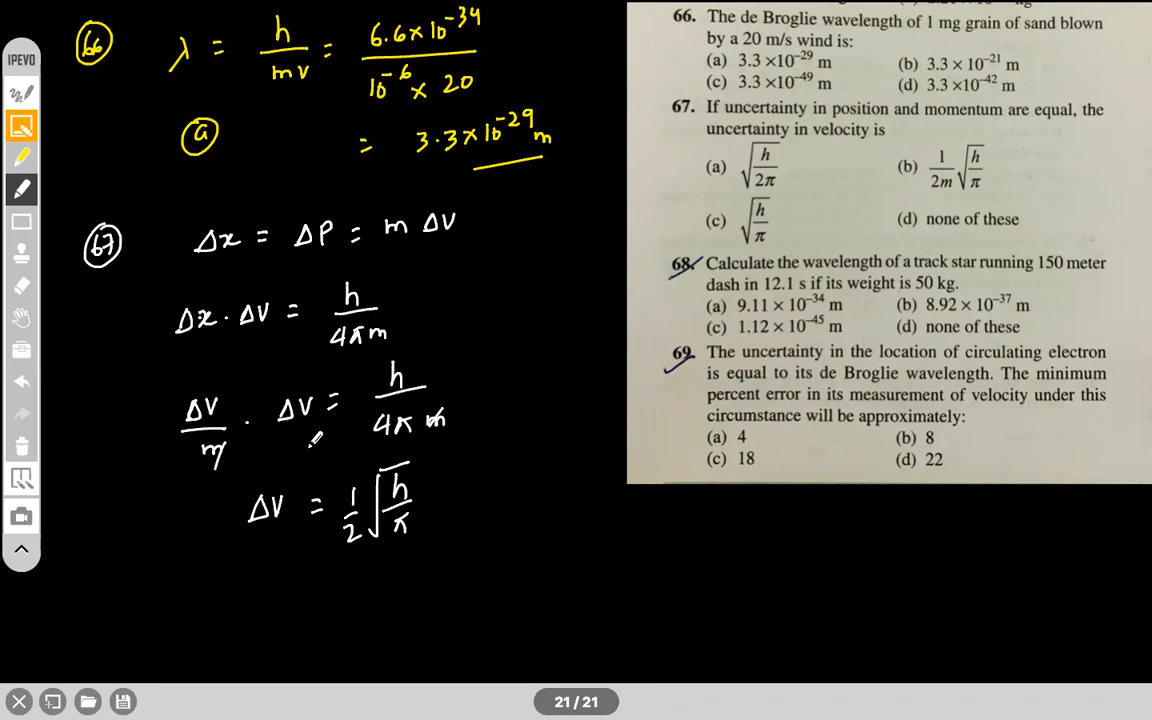 IPEVO
66 λ = h/mv = 6.6×10⁻³⁴ / 10⁻⁶ × 20
(a) = 3.3×10⁻²⁹ m
67 Δx = ΔP = m ΔV
Δx · ΔV = h/4πm
ΔV/m · ΔV = h/4πm
ΔV = 1/2 √(h/π)
66. The de Broglie wavelength of 1 mg grain of sand blown
by a 20 m/s wind is:
(a) 3.3 ×10⁻²⁹ m (b) 3.3 × 10⁻²¹ m
(c) 3.3 ×10⁻⁴⁹ m (d) 3.3 ×10⁻⁴² m
67. If uncertainty in position and momentum are equal, the
uncertainty in velocity is
(a) √(h/2π) (b) 1/2m √(h/π)
(c) √(h/π) (d) none of these
68. Calculate the wavelength of a track star running 150 meter
dash in 12.1 s if its weight is 50 kg.
(a) 9.11 × 10⁻³⁴ m (b) 8.92 × 10⁻³⁷ m
(c) 1.12 × 10⁻⁴⁵ m (d) none of these
69. The uncertainty in the location of circulating electron
is equal to its de Broglie wavelength. The minimum
percent error in its measurement of velocity under this
circumstance will be approximately:
(a) 4 (b) 8
(c) 18 (d) 22
21 / 21